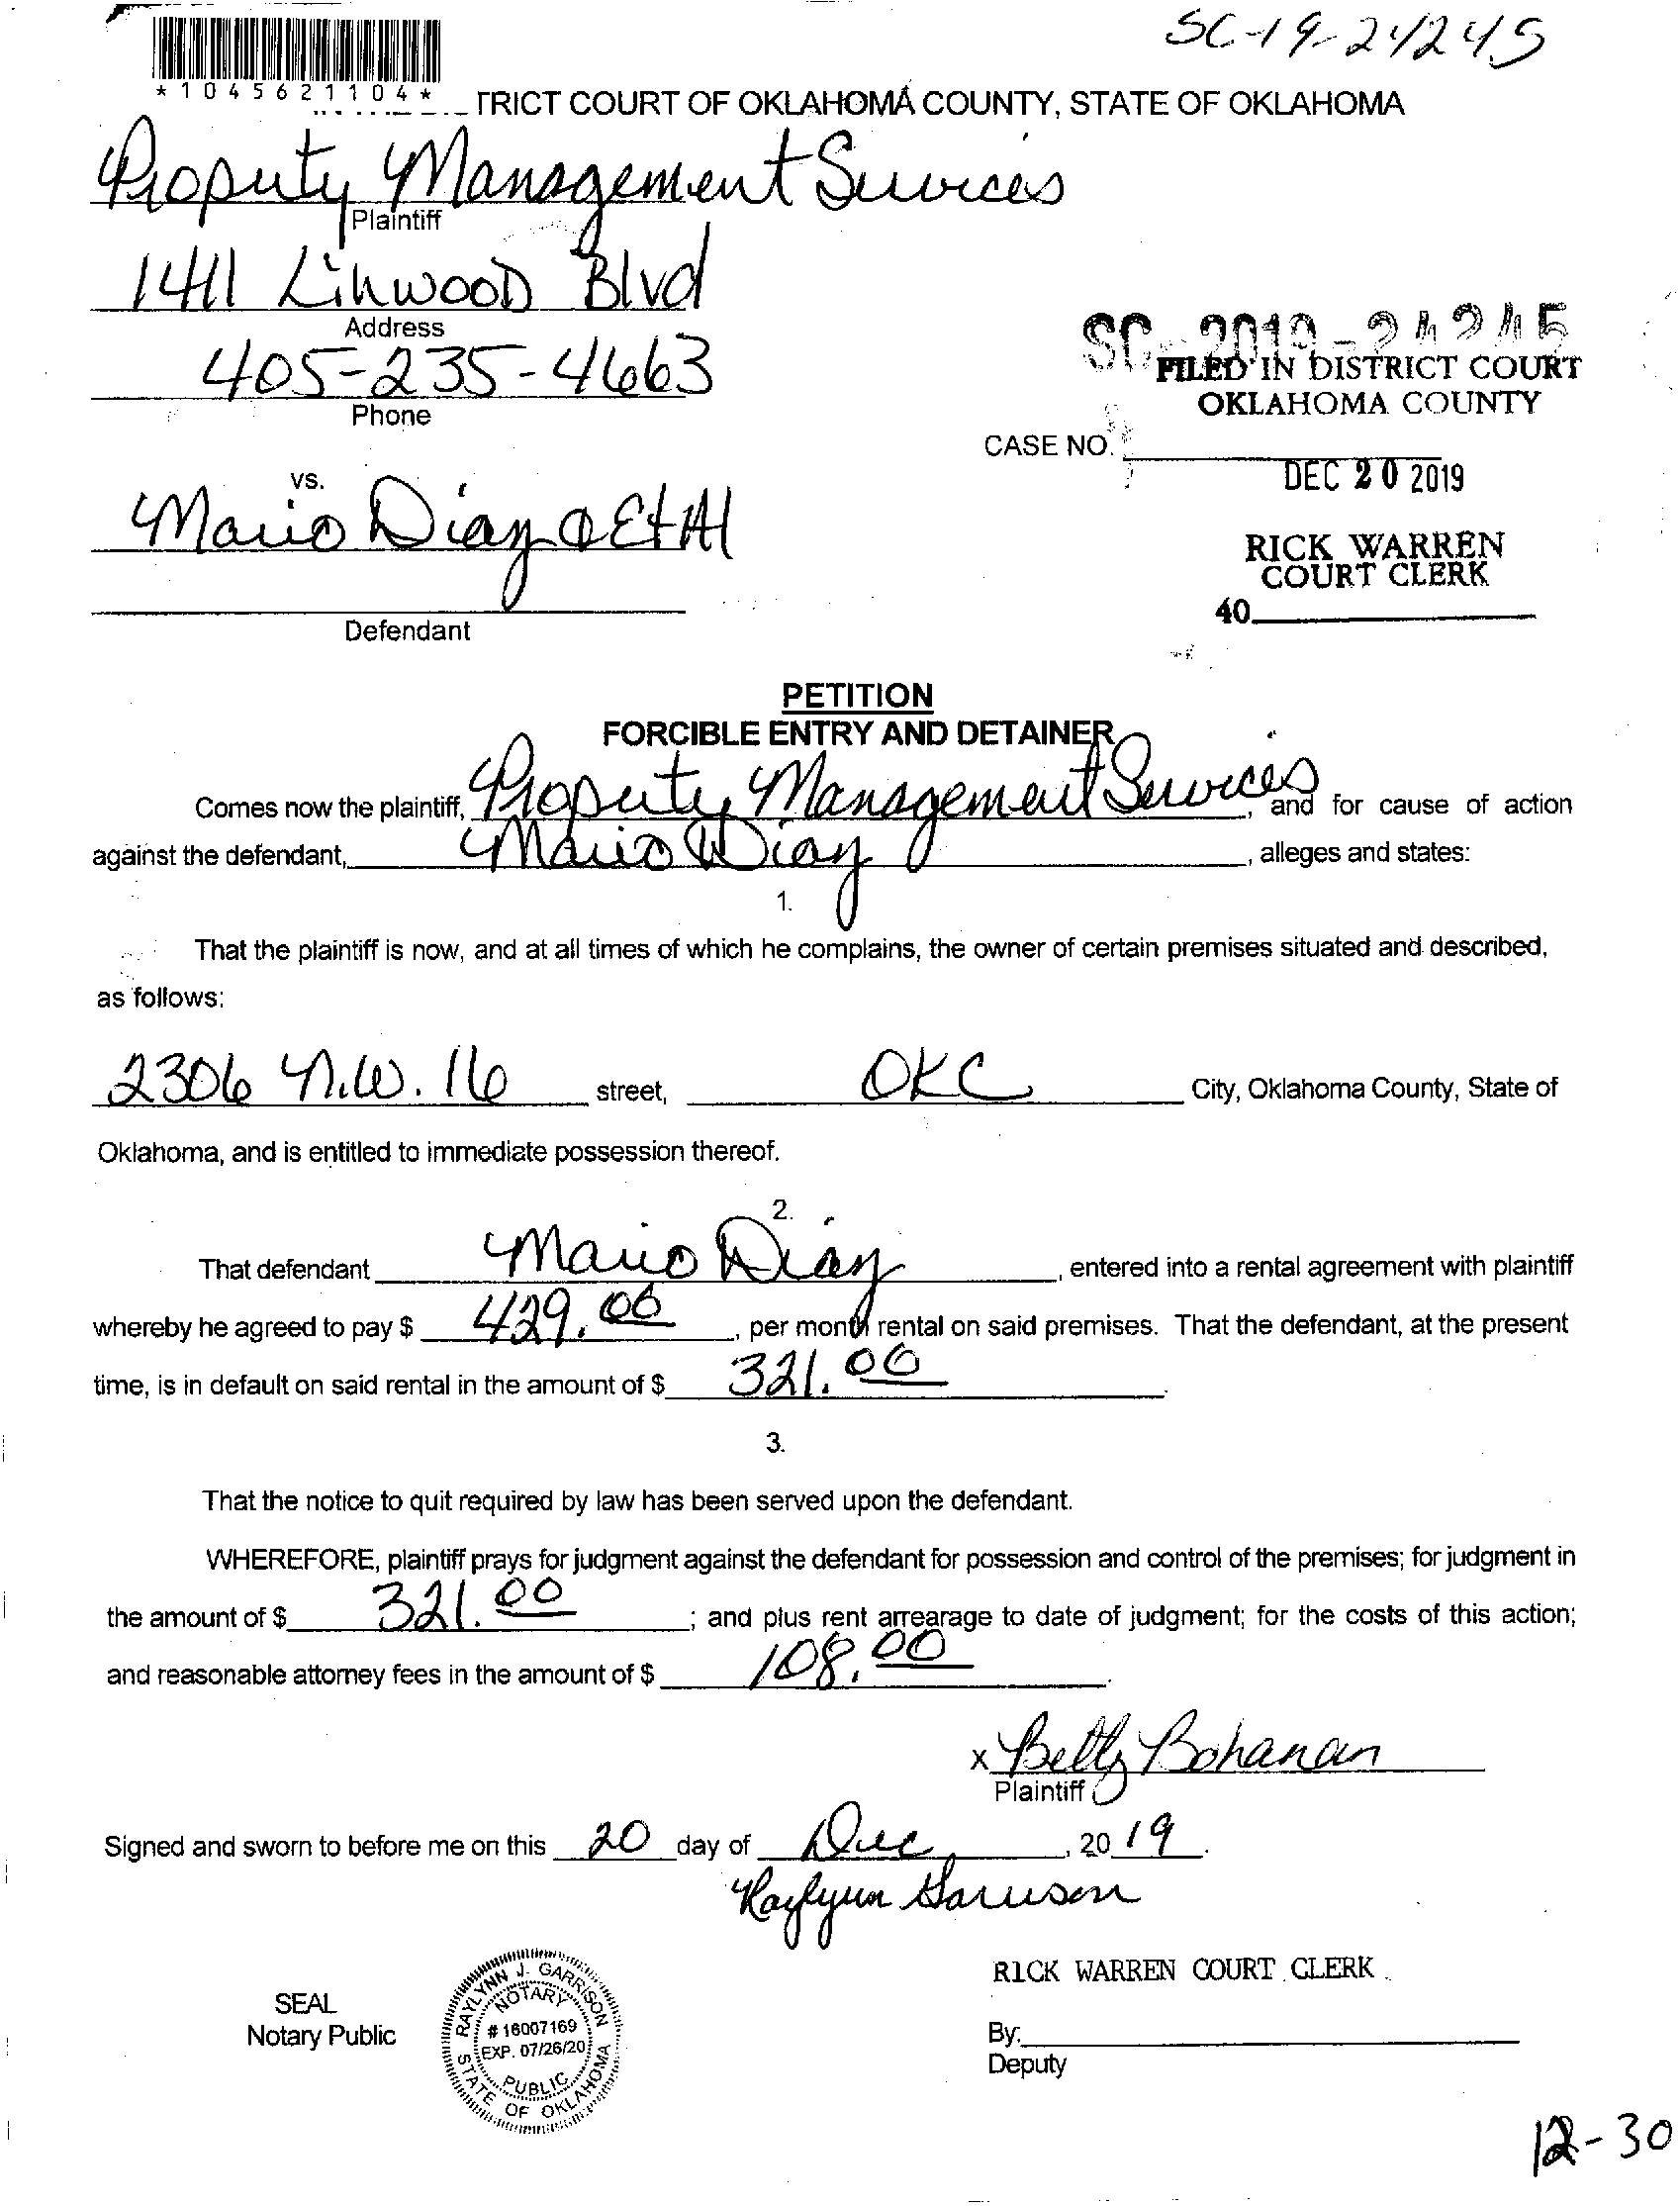 SC-19-24245
*1045621104*
TRICT COURT OF OKLAHOMA COUNTY, STATE OF OKLAHOMA
Property Management Services
Plaintiff
1411 Linwood Blvd
Address
405-235-4663
Phone
SC-2019-24245
FILED IN DISTRICT COURT
OKLAHOMA COUNTY
CASE NO.
DEC 20 2019
vs.
Mario Diaz & Et Al
RICK WARREN
COURT CLERK
40
Defendant
PETITION
FORCIBLE ENTRY AND DETAINER
Comes now the plaintiff, Property Management Services, and for cause of action
against the defendant, Mario Diaz, alleges and states:
1.
That the plaintiff is now, and at all times of which he complains, the owner of certain premises situated and described,
as follows:
2306 N.W. 16 street, OKC City, Oklahoma County, State of
Oklahoma, and is entitled to immediate possession thereof.
2.
That defendant Mario Diaz, entered into a rental agreement with plaintiff
whereby he agreed to pay $ 429.00, per month rental on said premises. That the defendant, at the present
time, is in default on said rental in the amount of $ 321.00.
3.
That the notice to quit required by law has been served upon the defendant.
WHEREFORE, plaintiff prays for judgment against the defendant for possession and control of the premises; for judgment in
the amount of $ 321.00; and plus rent arrearage to date of judgment; for the costs of this action;
and reasonable attorney fees in the amount of $ 108.00.
x Betty Bohanan
Plaintiff
Signed and sworn to before me on this 20 day of Dec, 20 19.
Raylynn Garrison
RICK WARREN COURT CLERK
SEAL
Notary Public
RAYLYNN J. GARRISON
NOTARY
# 16007169
EXP. 07/26/20
PUBLIC
STATE OF OKLAHOMA
By:
Deputy
12-30